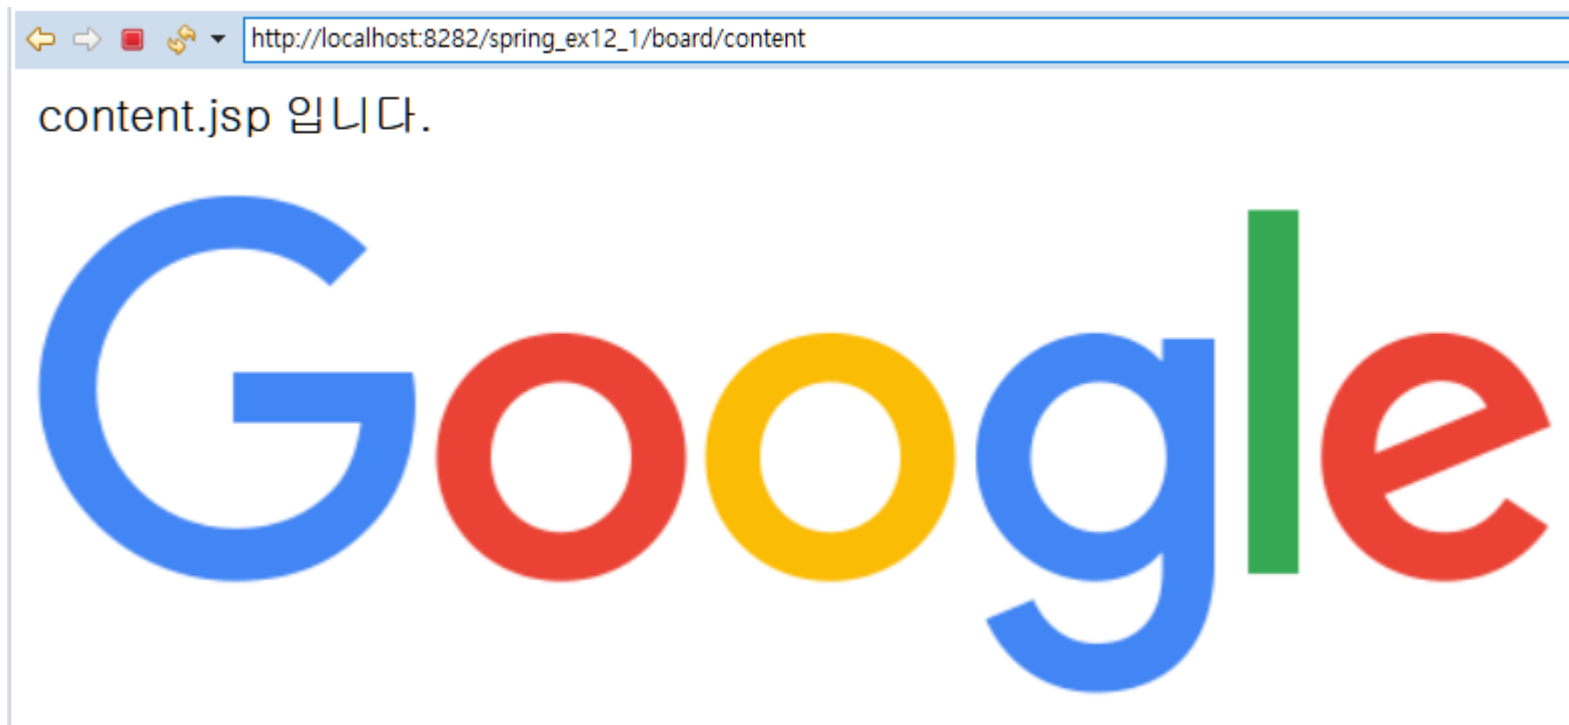 http://localhost:8282/spring_ex12_1/board/content
content.jsp 입니다.
Google